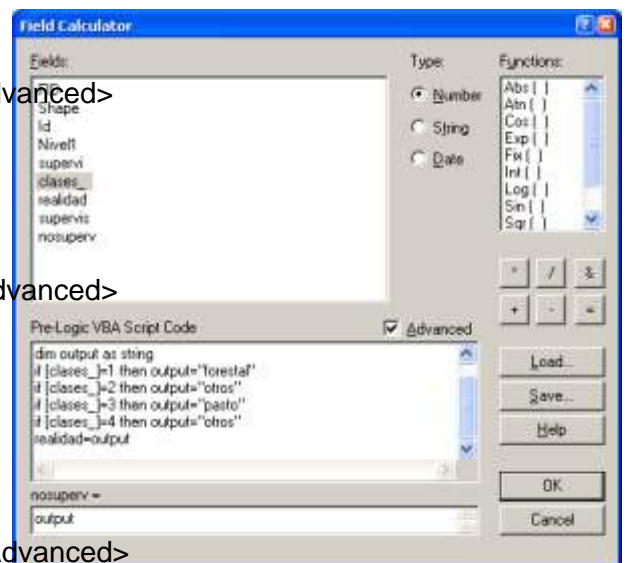 Field Calculator
Fields:
Type:
Functions:
dvanced>
Shape
Id
Nivel1
supervi
clases_
realidad
supervis
nosuperv
Number
String
Date
Abs ( )
Atn ( )
Cos ( )
Exp ( )
Fix ( )
Int ( )
Log ( )
Sin ( )
Sqr ( )
* / &
+ - =
dvanced>
Pre-Logic VBA Script Code
Advanced
dim output as string
if [clases_]=1 then output="forestal"
if [clases_]=2 then output="otros"
if [clases_]=3 then output="pasto"
if [clases_]=4 then output="otros"
realidad=output
Load...
Save...
Help
nosuperv =
output
OK
Cancel
dvanced>